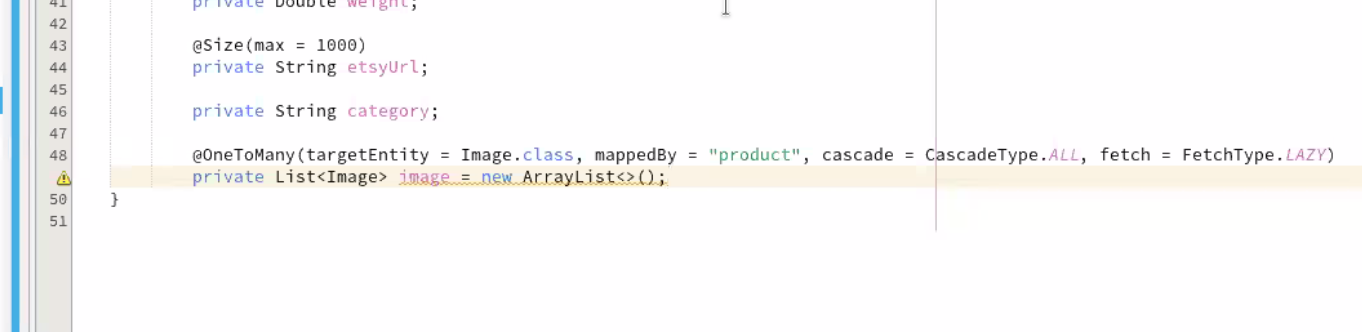 41 private Double weight;
42
43 @Size(max = 1000)
44 private String etsyUrl;
45
46 private String category;
47
48 @OneToMany(targetEntity = Image.class, mappedBy = "product", cascade = CascadeType.ALL, fetch = FetchType.LAZY)
private List<Image> image = new ArrayList<>();
50 }
51